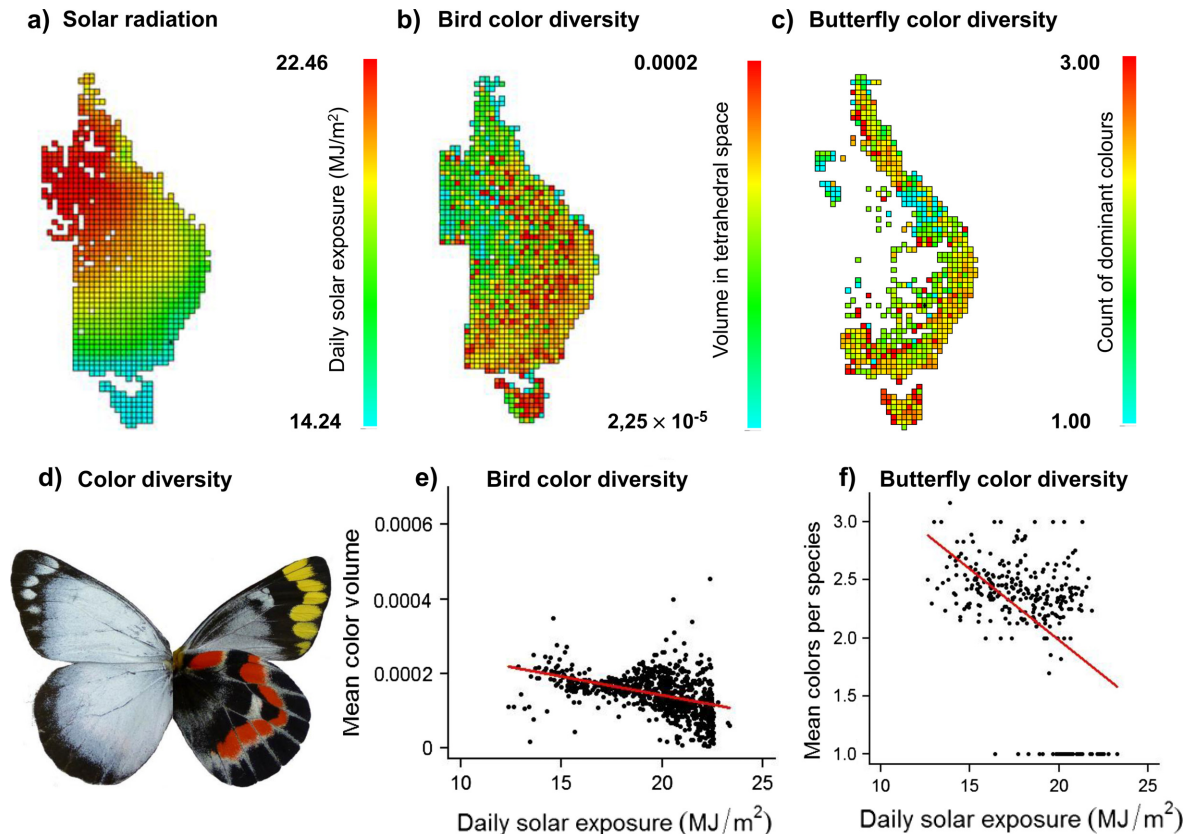 a) Solar radiation
22.46
Daily solar exposure (MJ/m²)
14.24
b) Bird color diversity
0.0002
Volume in tetrahedral space
2,25 × 10⁻⁵
c) Butterfly color diversity
3.00
Count of dominant colours
1.00
d) Color diversity
e) Bird color diversity
Mean color volume
0.0006
0.0004
0.0002
0
10 15 20 25
Daily solar exposure (MJ/m²)
f) Butterfly color diversity
Mean colors per species
3.0
2.5
2.0
1.5
1.0
10 15 20 25
Daily solar exposure (MJ/m²)